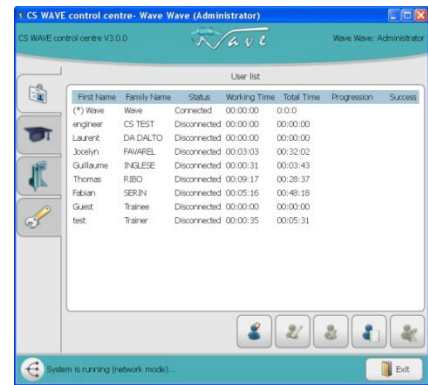 CS WAVE control centre- Wave Wave (Administrator)
CS WAVE control centre V3.0.0 Wave Wave Wave: Administrator
User list
First Name Family Name Status Working Time Total Time Progression Success
(*) Wave Wave Connected 00:00:00 0:0:0
engineer CS TEST Disconnected 00:00:00 00:00:00
Laurent DA DALTO Disconnected 00:00:00 00:00:00
Jocelyn FAVAREL Disconnected 00:03:03 00:32:02
Guillaume INGLESE Disconnected 00:00:31 00:03:43
Thomas RIBO Disconnected 00:09:17 00:28:37
Fabian SERIN Disconnected 00:05:16 00:48:18
Guest Trainee Disconnected 00:00:00 00:00:00
test Trainer Disconnected 00:00:35 00:05:31
System is running (network mode)... Exit